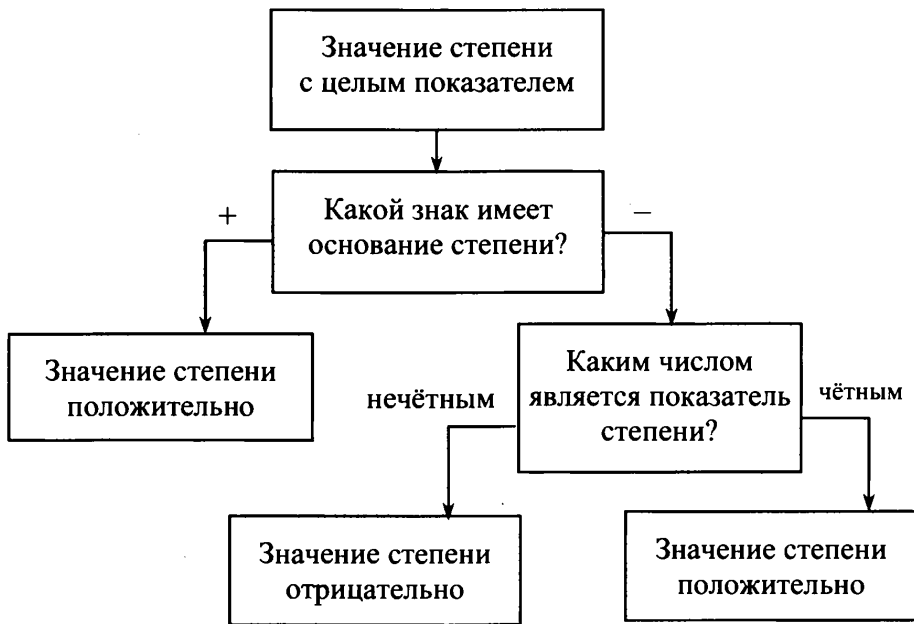 Значение степени
с целым показателем
+
Какой знак имеет
основание степени?
−
Значение степени
положительно
нечётным
Каким числом
является показатель
степени?
чётным
Значение степени
отрицательно
Значение степени
положительно